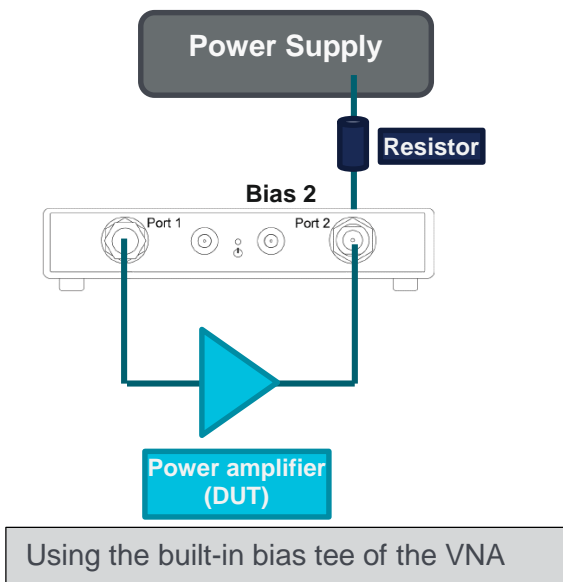 Power Supply
Resistor
Bias 2
Port 1
Port 2
Power amplifier
(DUT)
Using the built-in bias tee of the VNA